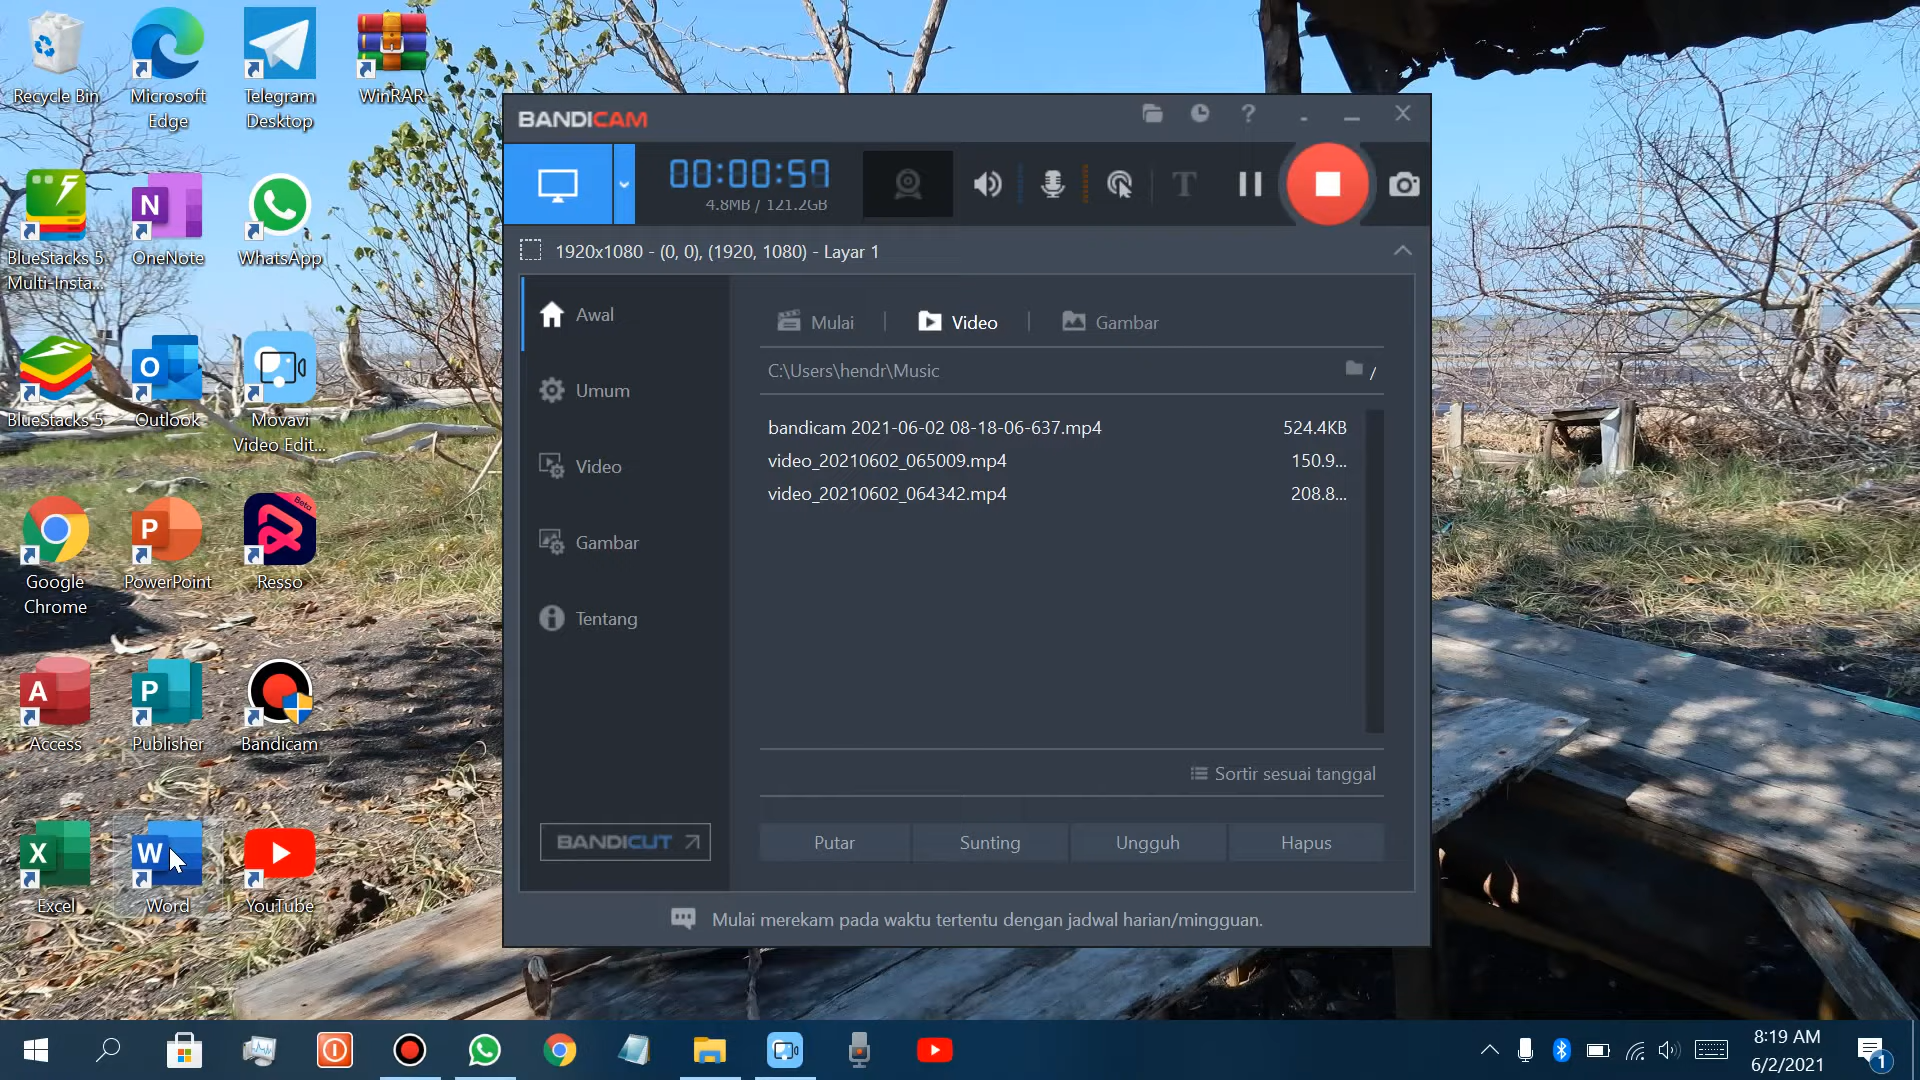 Recycle Bin
Microsoft
Edge
Telegram
Desktop
WinRAR
BlueStacks 5
Multi-Insta...
OneNote
WhatsApp
BlueStacks 5
Outlook
Movavi
Video Edit...
Google
Chrome
PowerPoint
Beta
Resso
Access
Publisher
Bandicam
Excel
Word
YouTube
BANDICAM
00:00:57
4.8MB / 121.2GB
1920x1080 - (0, 0), (1920, 1080) - Layar 1
Awal
Umum
Video
Gambar
Tentang
BANDICUT
Mulai
Video
Gambar
C:\Users\hendr\Music
/
bandicam 2021-06-02 08-18-06-637.mp4 524.4KB
video_20210602_065009.mp4 150.9...
video_20210602_064342.mp4 208.8...
Sortir sesuai tanggal
Putar
Sunting
Ungguh
Hapus
Mulai merekam pada waktu tertentu dengan jadwal harian/mingguan.
8:19 AM
6/2/2021
1